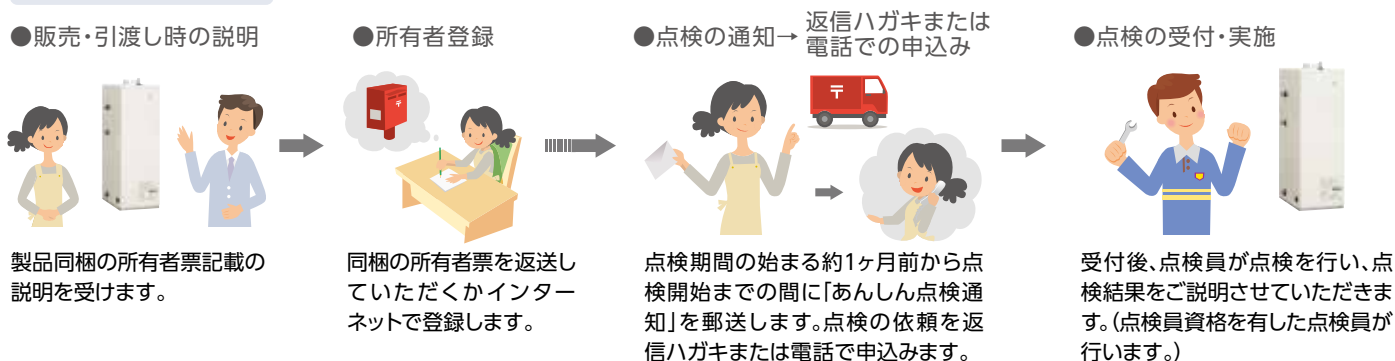 ●販売・引渡し時の説明
製品同梱の所有者票記載の
説明を受けます。
●所有者登録
同梱の所有者票を返送し
ていただくかインター
ネットで登録します。
●点検の通知→ 返信ハガキまたは
電話での申込み
〒
〒
点検期間の始まる約1ヶ月前から点
検開始までの間に「あんしん点検通
知」を郵送します。点検の依頼を返
信ハガキまたは電話で申込みます。
●点検の受付・実施
受付後、点検員が点検を行い、点
検結果をご説明させていただきま
す。(点検員資格を有した点検員が
行います。)